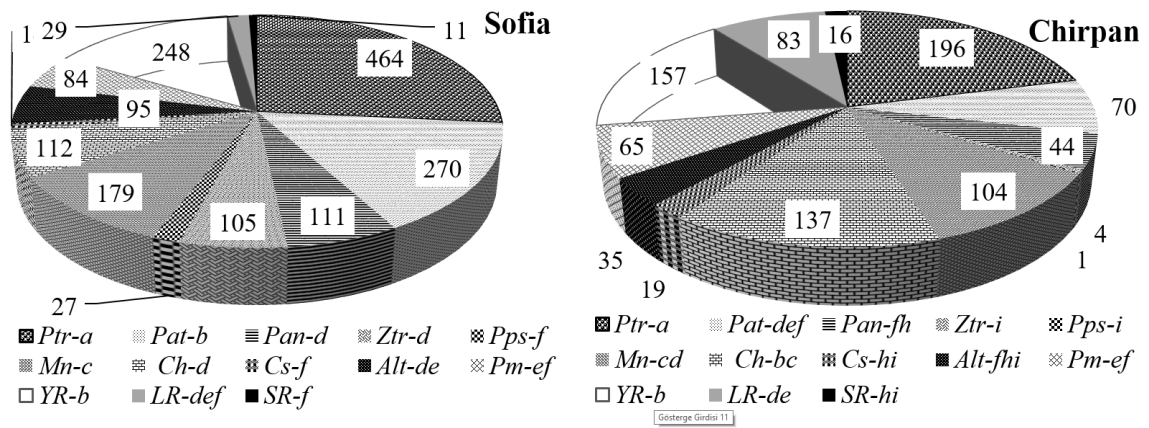 Sofia
1
29
11
464
248
84
95
112
179
105
111
270
27
Ptr-a Pat-b Pan-d Ztr-d Pps-f
Mn-c Ch-d Cs-f Alt-de Pm-ef
YR-b LR-def SR-f
Chirpan
83
16
196
157
70
44
65
104
137
4
1
35
19
Ptr-a Pat-def Pan-fh Ztr-i Pps-i
Mn-cd Ch-bc Cs-hi Alt-fhi Pm-ef
YR-b LR-de SR-hi
Gösterge Girdisi 11